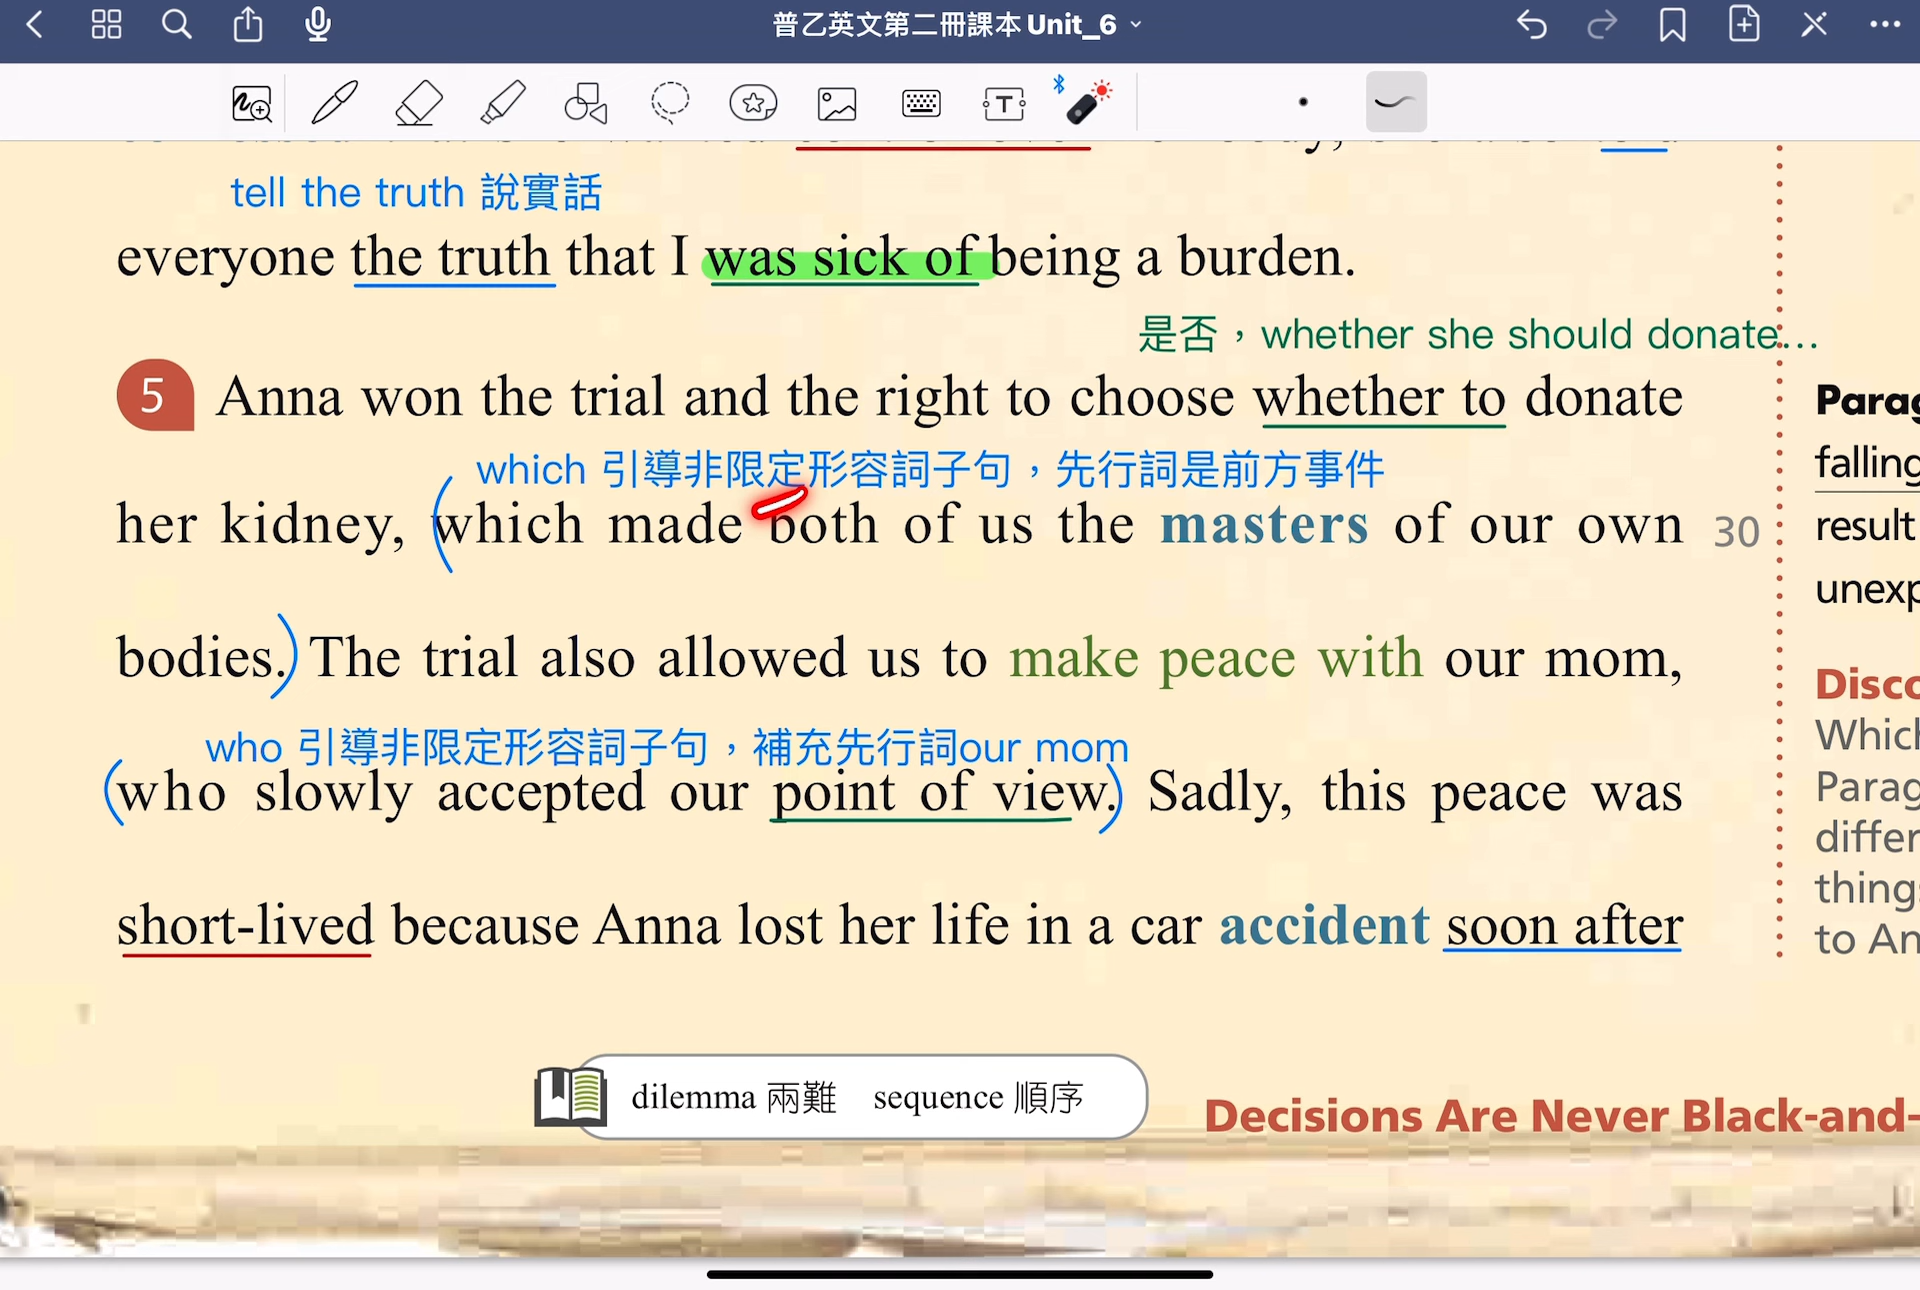 普乙英文第二冊課本 Unit_6
tell the truth 說實話
everyone the truth that I was sick of being a burden.
是否，whether she should donate...
5 Anna won the trial and the right to choose whether to donate
which 引導非限定形容詞子句，先行詞是前方事件
her kidney, which made both of us the masters of our own 30
bodies. The trial also allowed us to make peace with our mom,
who 引導非限定形容詞子句，補充先行詞our mom
who slowly accepted our point of view. Sadly, this peace was
short-lived because Anna lost her life in a car accident soon after
Parag
falling
result
unexp
Disco
Which
Parag
differ
things
to An
dilemma 兩難 sequence 順序
Decisions Are Never Black-and-